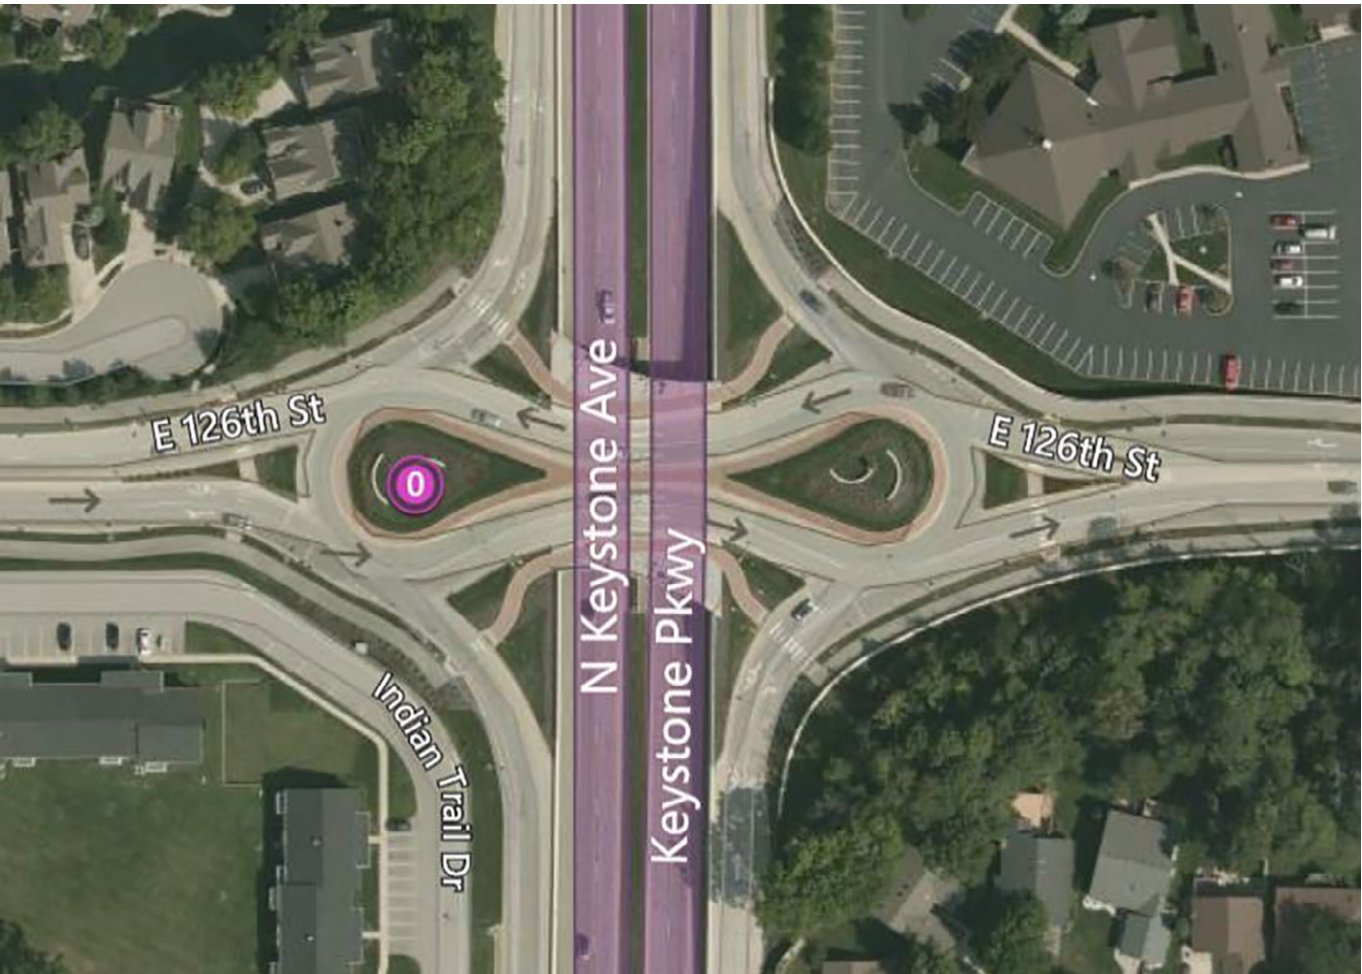 E 126th St
E 126th St
0
N Keystone Ave
Keystone Pkwy
Indian Trail Dr